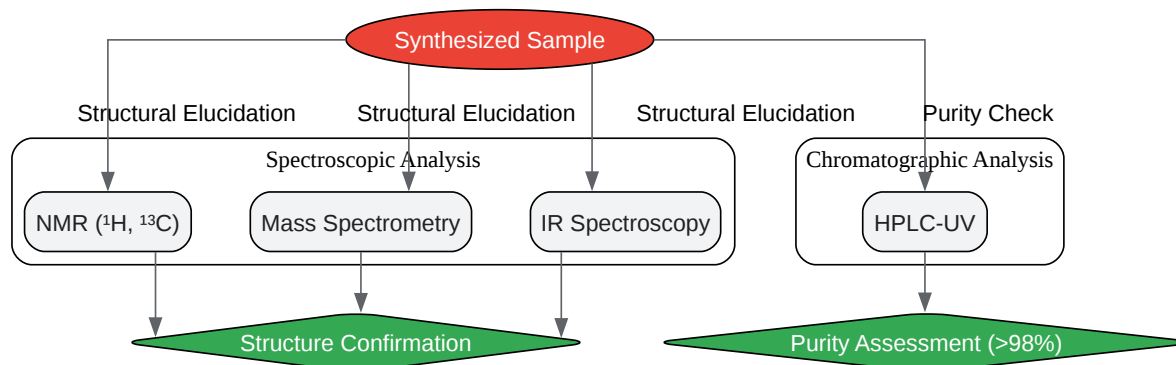 Synthesized Sample
Structural Elucidation
Structural Elucidation
Structural Elucidation
Purity Check
Spectroscopic Analysis
Chromatographic Analysis
NMR (¹H, ¹³C)
Mass Spectrometry
IR Spectroscopy
HPLC-UV
Structure Confirmation
Purity Assessment (>98%)